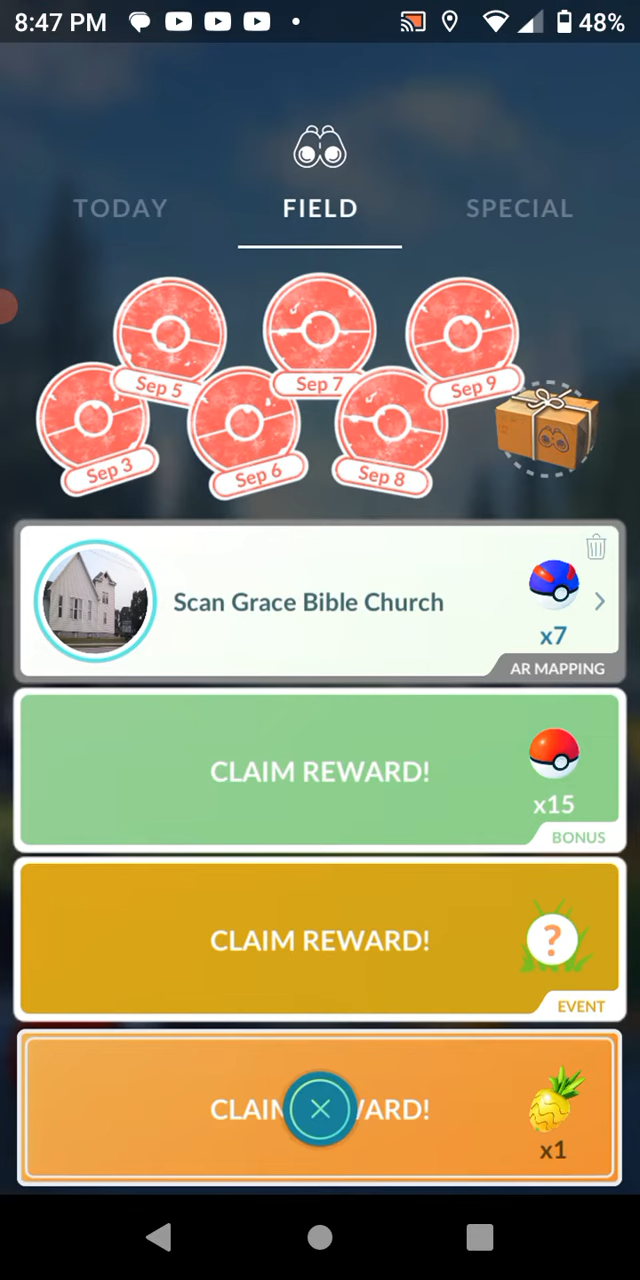 8:47 PM
48%
TODAY
FIELD
SPECIAL
Sep 5
Sep 7
Sep 9
Sep 3
Sep 6
Sep 8
Scan Grace Bible Church
x7
AR MAPPING
CLAIM REWARD!
x15
BONUS
CLAIM REWARD!
?
EVENT
CLAIM
ARD!
x1